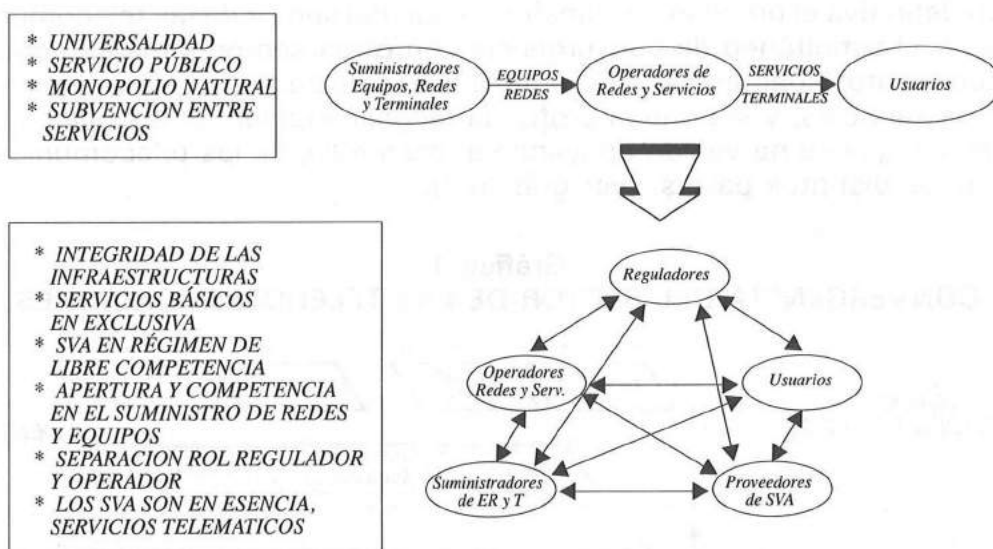 * UNIVERSALIDAD
* SERVICIO PÚBLICO
* MONOPOLIO NATURAL
* SUBVENCION ENTRE
SERVICIOS
Suministradores
Equipos, Redes
y Terminales
EQUIPOS
REDES
Operadores de
Redes y Servicios
SERVICIOS
TERMINALES
Usuarios
* INTEGRIDAD DE LAS
INFRAESTRUCTURAS
* SERVICIOS BÁSICOS
EN EXCLUSIVA
* SVA EN RÉGIMEN DE
LIBRE COMPETENCIA
* APERTURA Y COMPETENCIA
EN EL SUMINISTRO DE REDES
Y EQUIPOS
* SEPARACION ROL REGULADOR
Y OPERADOR
* LOS SVA SON EN ESENCIA,
SERVICIOS TELEMATICOS
Reguladores
Operadores
Redes y Serv.
Usuarios
Suministradores
de ER y T
Proveedores
de SVA